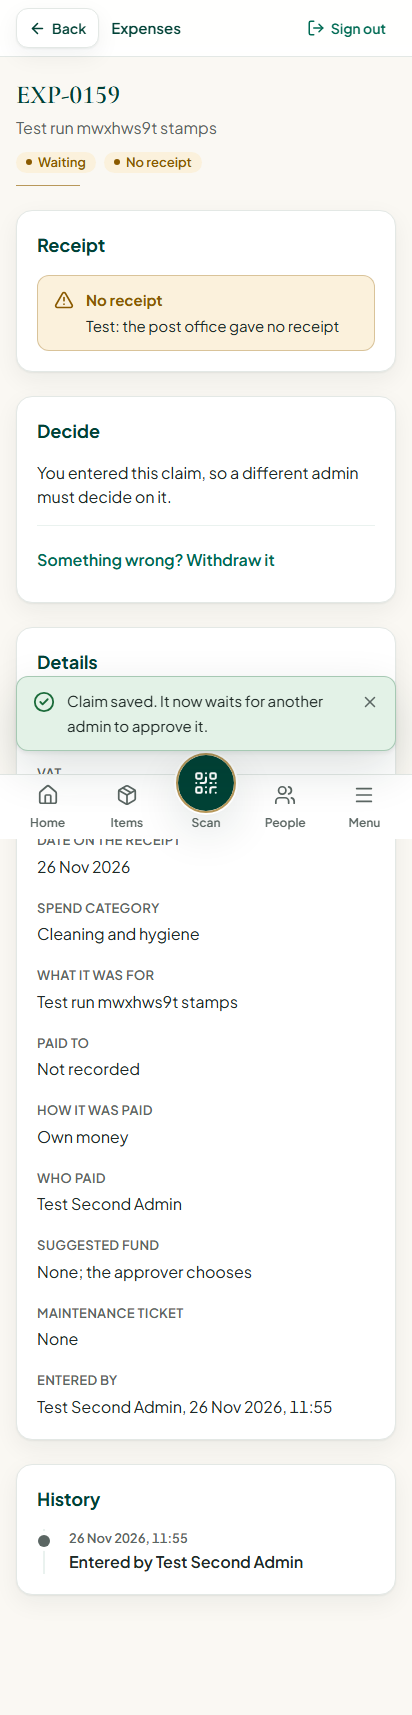 Back
Expenses
Sign out
EXP-0159
Test run mwxhws9t stamps
Waiting
No receipt
Receipt
No receipt
Test: the post office gave no receipt
Decide
You entered this claim, so a different admin
must decide on it.
Something wrong? Withdraw it
Details
Claim saved. It now waits for another
admin to approve it.
VAT
Home
Items
Scan
People
Menu
DATE ON THE RECEIPT
26 Nov 2026
SPEND CATEGORY
Cleaning and hygiene
WHAT IT WAS FOR
Test run mwxhws9t stamps
PAID TO
Not recorded
HOW IT WAS PAID
Own money
WHO PAID
Test Second Admin
SUGGESTED FUND
None; the approver chooses
MAINTENANCE TICKET
None
ENTERED BY
Test Second Admin, 26 Nov 2026, 11:55
History
26 Nov 2026, 11:55
Entered by Test Second Admin